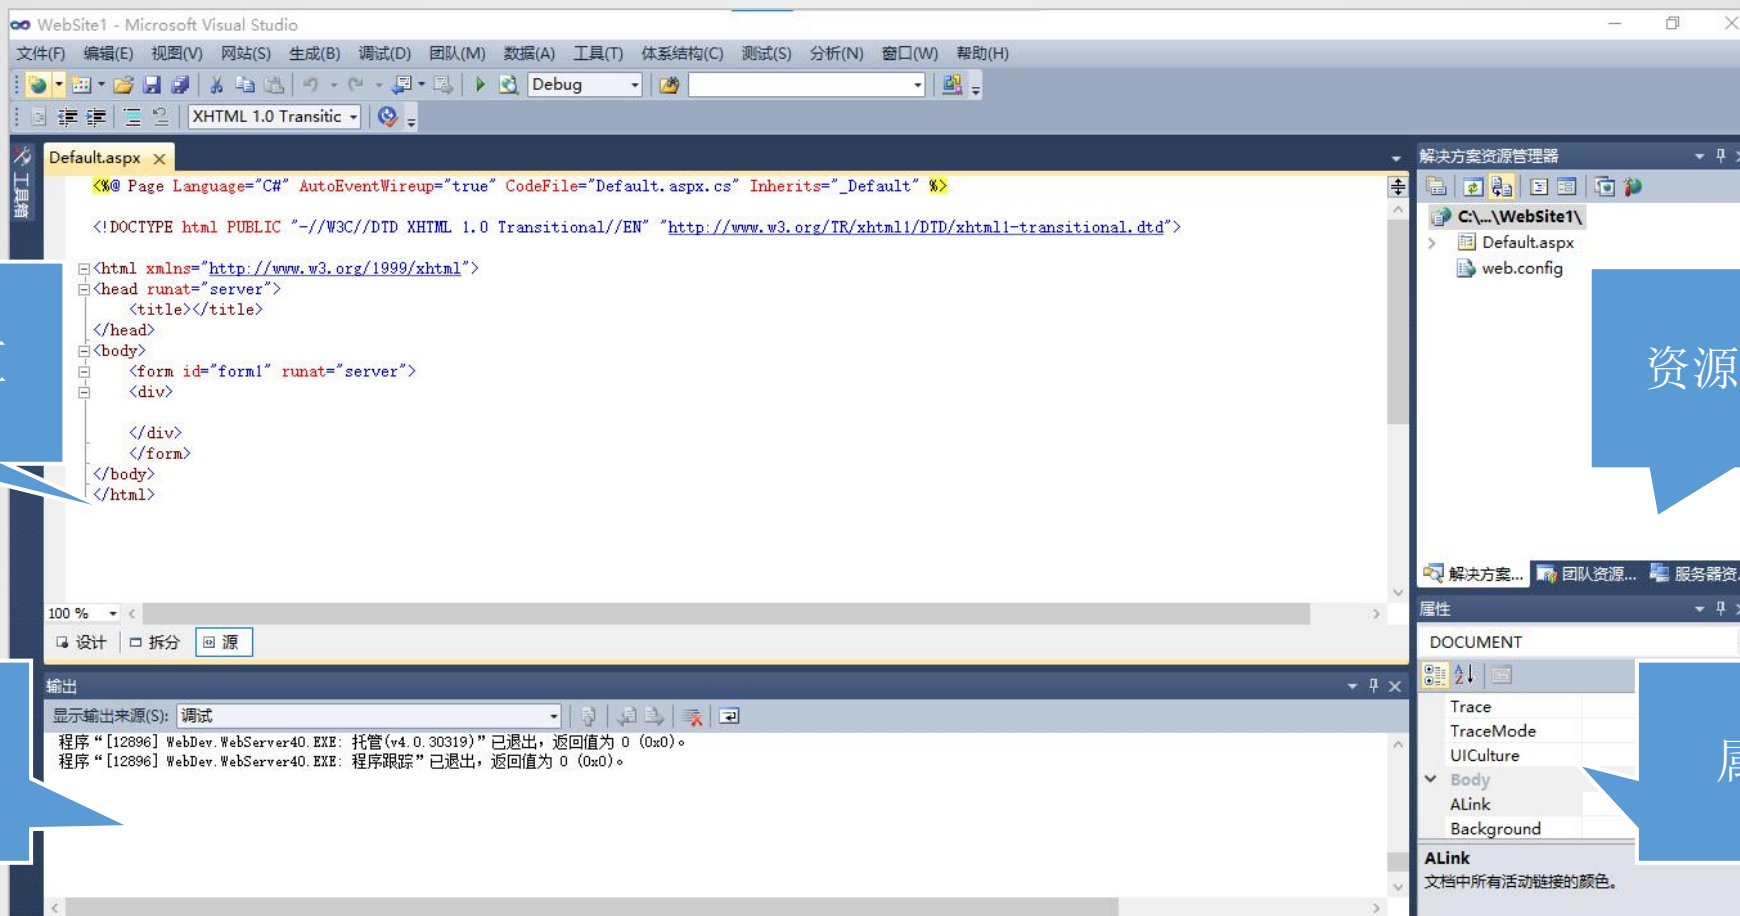 WebSite1 - Microsoft Visual Studio
文件(F) 编辑(E) 视图(V) 网站(S) 生成(B) 调试(D) 团队(M) 数据(A) 工具(T) 体系结构(C) 测试(S) 分析(N) 窗口(W) 帮助(H)
Debug
XHTML 1.0 Transitic
工具箱
Default.aspx
<%@ Page Language="C#" AutoEventWireup="true" CodeFile="Default.aspx.cs" Inherits="_Default" %>
<!DOCTYPE html PUBLIC "-//W3C//DTD XHTML 1.0 Transitional//EN" "http://www.w3.org/TR/xhtml1/DTD/xhtml1-transitional.dtd">
<html xmlns="http://www.w3.org/1999/xhtml">
<head runat="server">
<title></title>
</head>
<body>
<form id="form1" runat="server">
<div>
</div>
</form>
</body>
</html>
100 %
设计 拆分 源
输出
显示输出来源(S): 调试
程序“[12896] WebDev.WebServer40.EXE: 托管(v4.0.30319)”已退出，返回值为 0 (0x0)。
程序“[12896] WebDev.WebServer40.EXE: 程序跟踪”已退出，返回值为 0 (0x0)。
解决方案资源管理器
C:\...\WebSite1\
Default.aspx
web.config
资源
解决方案... 团队资源... 服务器资...
属性
DOCUMENT
Trace
TraceMode
UICulture
Body
ALink
Background
ALink
文档中所有活动链接的颜色。